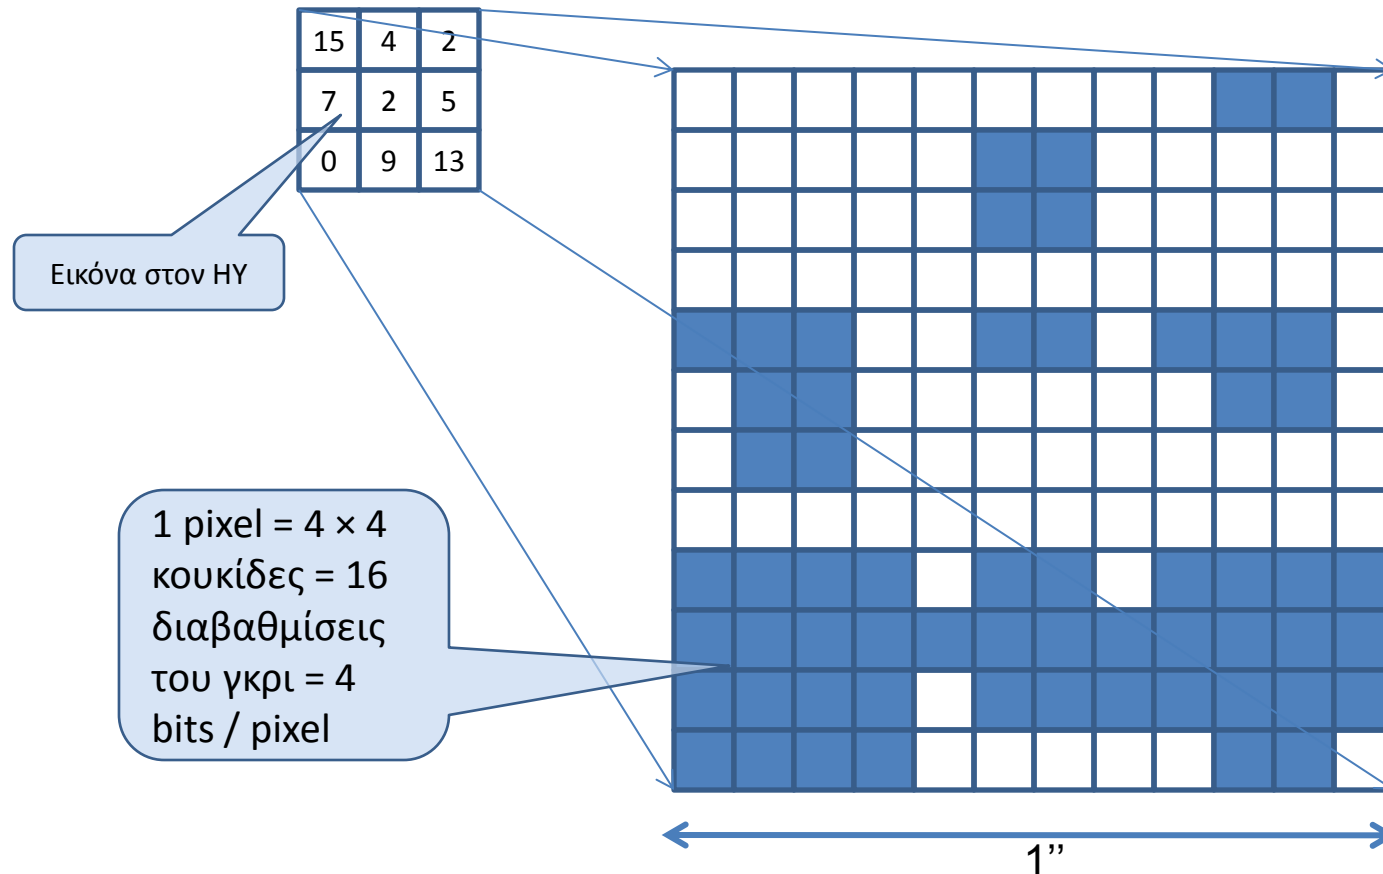 15 4 2
7 2 5
0 9 13
Εικόνα στον ΗΥ
1 pixel = 4 × 4
κουκίδες = 16
διαβαθμίσεις
του γκρι = 4
bits / pixel
1’’